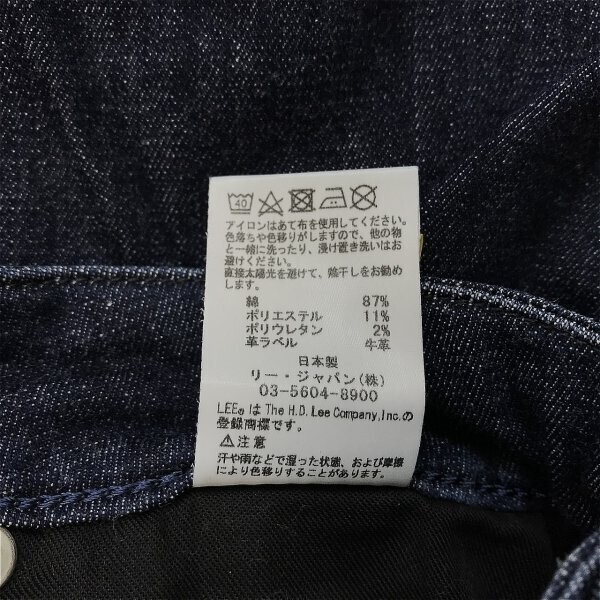 40
アイロンはあて布を使用してください。
色落ちや色移りがしますので、他の物
と一緒に洗ったり、浸け置き洗いはお
避けください。
直接太陽光を避けて、陰干しをお勧め
します。
綿 87%
ポリエステル 11%
ポリウレタン 2%
革ラベル 牛革
日本製
リー・ジャパン(株)
03-5604-8900
LEE®は The H.D. Lee Company,Inc.の
登録商標です。
⚠注意
汗や雨などで湿った状態、および摩擦
により色移りすることがあります。